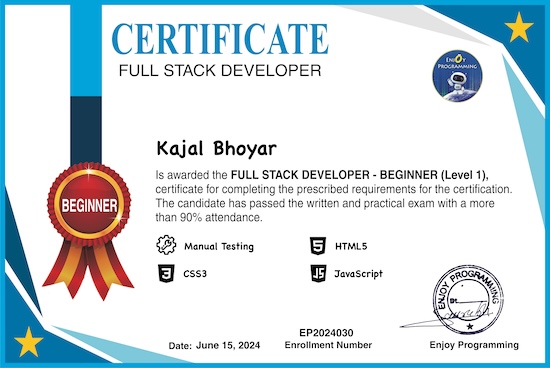 CERTIFICATE
FULL STACK DEVELOPER
ENJOY
PROGRAMMING
Kajal Bhoyar
Is awarded the FULL STACK DEVELOPER - BEGINNER (Level 1),
certificate for completing the prescribed requirements for the certification.
The candidate has passed the written and practical exam with a more
than 90% attendance.
BEGINNER
Manual Testing
HTML5
CSS3
JavaScript
ENJOY PROGRAMMING
Date: June 15, 2024
EP2024030
Enrollment Number
Enjoy Programming